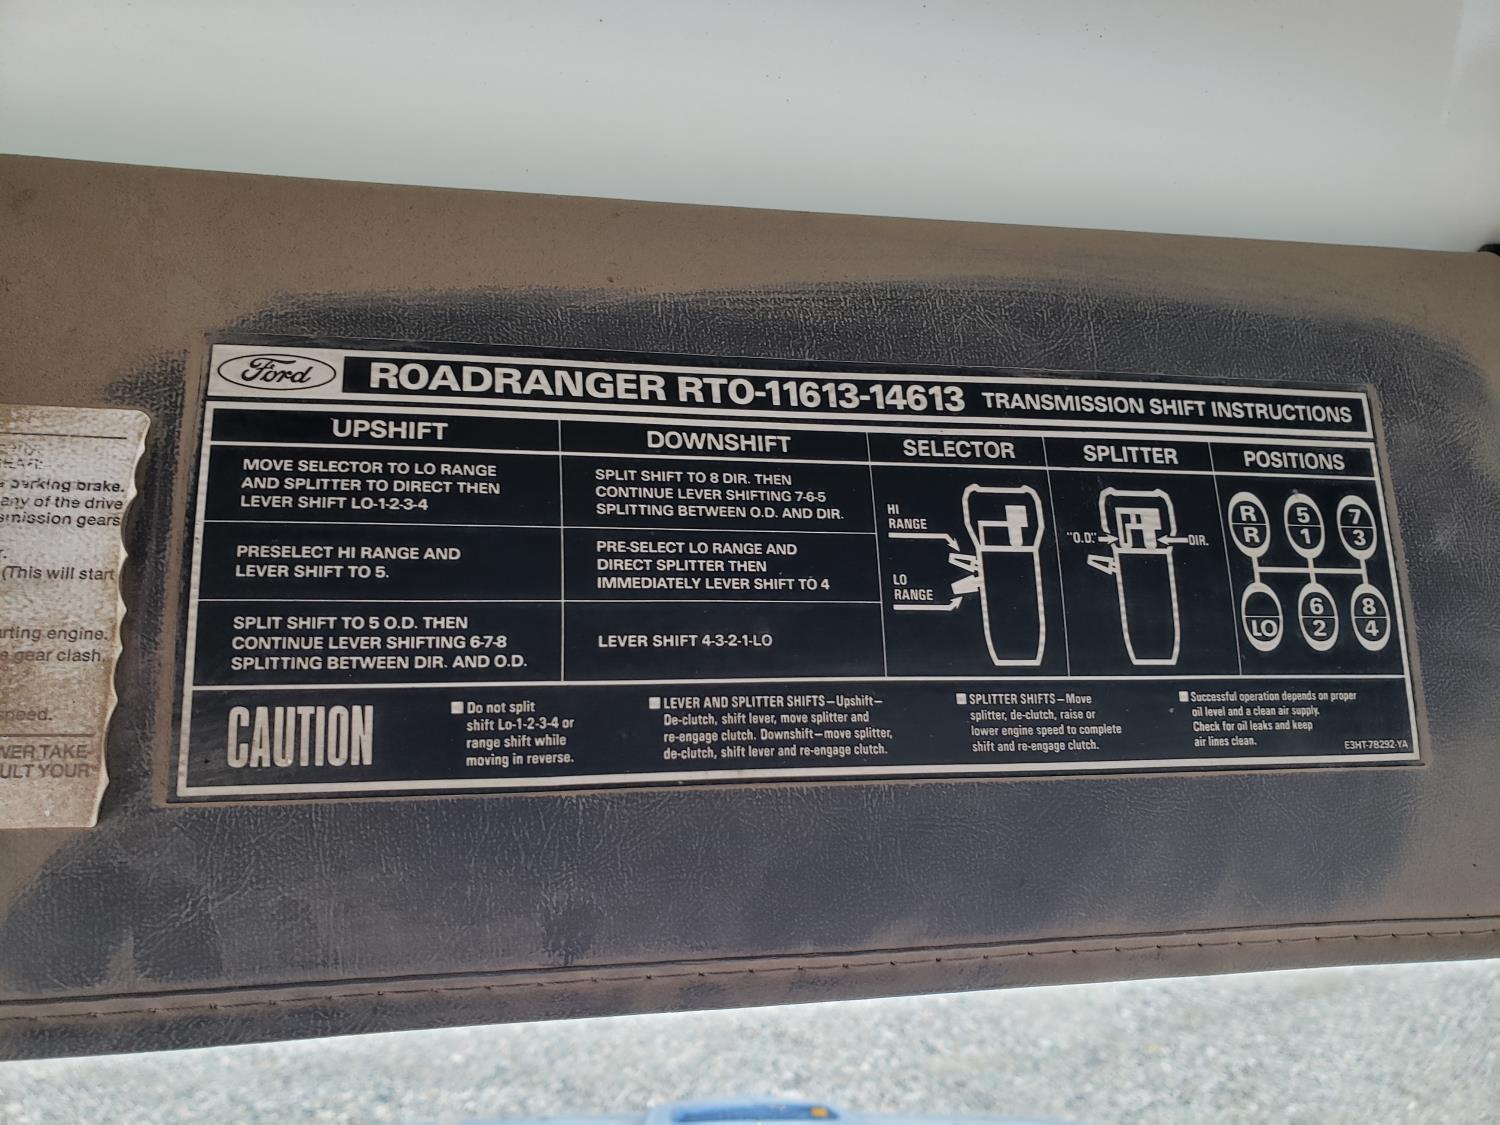 parking brake.
any of the drive
gears
(This will start
engine.
gear clash,
speed.
TAKE-
YOUR
Ford
ROADRANGER RTO-11613-14613 TRANSMISSION SHIFT INSTRUCTIONS
UPSHIFT
MOVE SELECTOR TO LO RANGE
AND SPLITTER TO DIRECT THEN
LEVER SHIFT LO-1-2-3-4
PRESELECT HI RANGE AND
LEVER SHIFT TO 5.
SPLIT SHIFT TO 5 O.D. THEN
CONTINUE LEVER SHIFTING 6-7-8
SPLITTING BETWEEN DIR. AND O.D.
DOWNSHIFT
SPLIT SHIFT TO 8 DIR. THEN
CONTINUE LEVER SHIFTING 7-6-5
SPLITTING BETWEEN O.D. AND DIR.
PRE-SELECT LO RANGE AND
DIRECT SPLITTER THEN
IMMEDIATELY LEVER SHIFT TO 4
LEVER SHIFT 4-3-2-1-LO
SELECTOR
HI
RANGE
LO
RANGE
SPLITTER
"O.D."
DIR.
POSITIONS
R 5 7
R 1 3
6 8
LO 2 4
CAUTION
Do not split
shift Lo-1-2-3-4 or
range shift while
moving in reverse.
LEVER AND SPLITTER SHIFTS—Upshift—
De-clutch, shift lever, move splitter and
re-engage clutch. Downshift—move splitter,
de-clutch, shift lever and re-engage clutch.
SPLITTER SHIFTS—Move
splitter, de-clutch, raise or
lower engine speed to complete
shift and re-engage clutch.
Successful operation depends on proper
oil level and a clean air supply.
Check for oil leaks and keep
air lines clean.
E3HT-7B292-YA